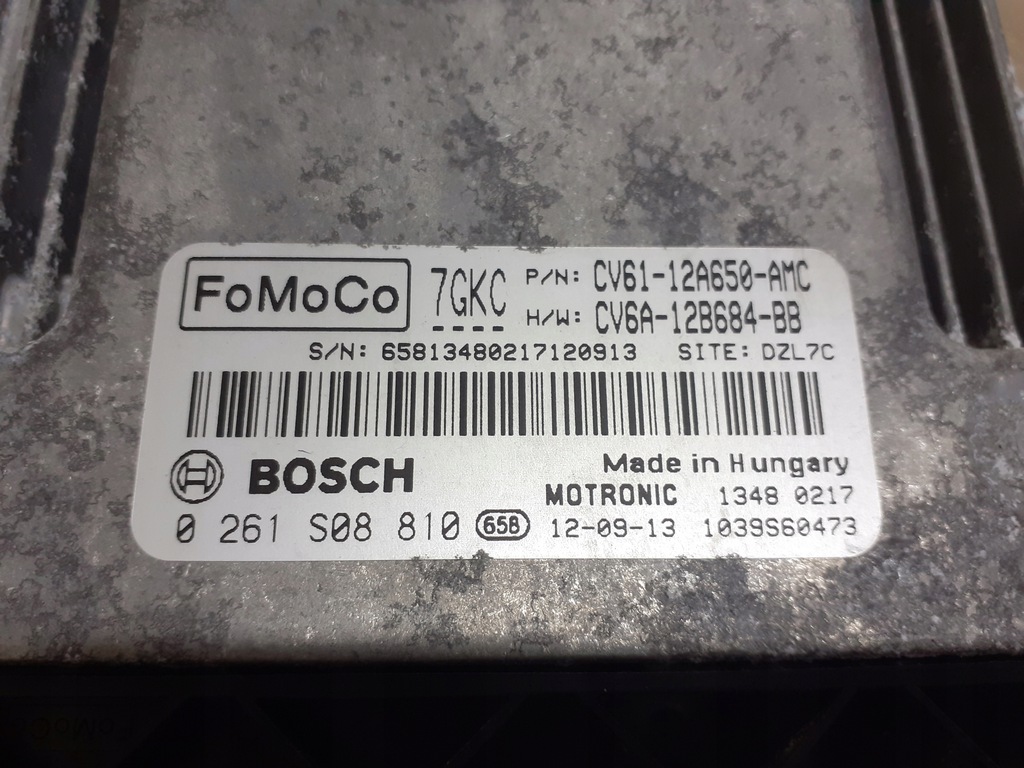 FoMoCo 7GKC P/N: CV61-12A650-AMC
H/W: CV6A-12B684-BB
S/N: 65813480217120913 SITE: DZL7C
BOSCH Made in Hungary
MOTRONIC 1348 0217
0 261 S08 810 658 12-09-13 1039S60473